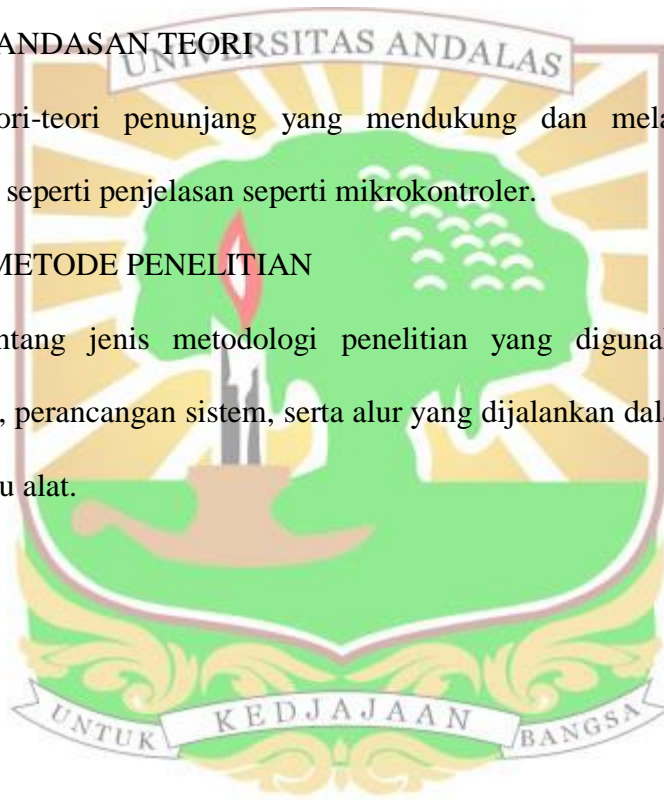 ANDASAN TEORI
UNIVERSITAS ANDALAS
ori-teori penunjang yang mendukung dan mela
seperti penjelasan seperti mikrokontroler.
METODE PENELITIAN
ntang jenis metodologi penelitian yang diguna
, perancangan sistem, serta alur yang dijalankan dala
u alat.
UNTUK KEDJAJAAN BANGSA